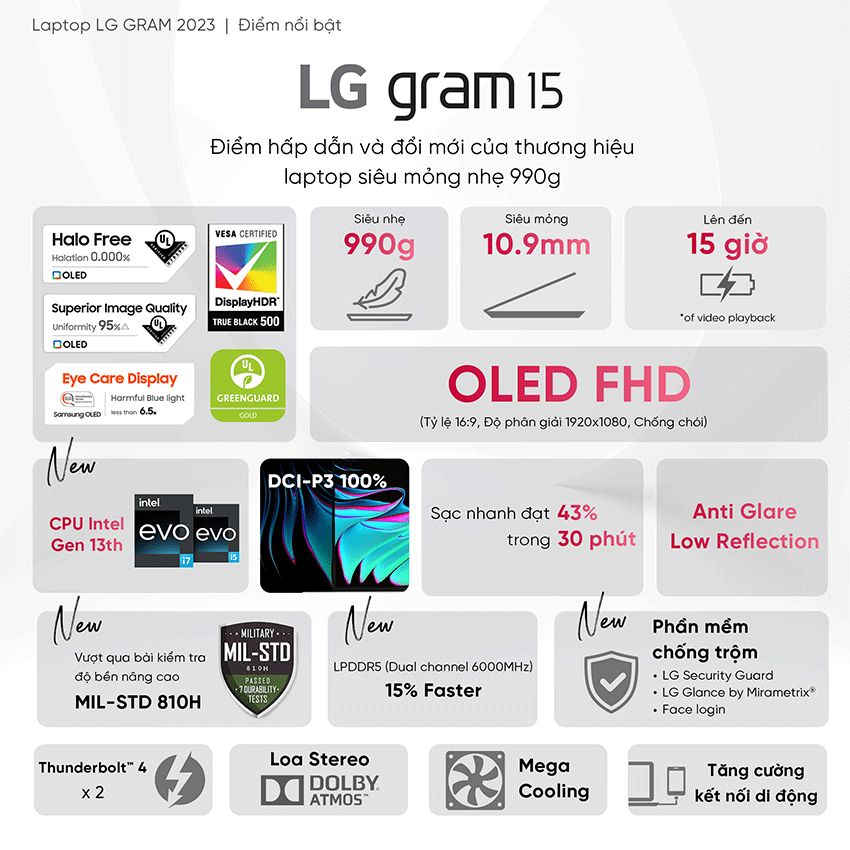 Laptop LG GRAM 2023 | Điểm nổi bật
LG gram 15
Điểm hấp dẫn và đổi mới của thương hiệu
laptop siêu mỏng nhẹ 990g
Halo Free
Halation 0.000%
OLED
UL
Superior Image Quality
Uniformity 95%△
OLED
UL
Eye Care Display
Samsung OLED
Harmful Blue light
less than 6.5%
VESA CERTIFIED
DisplayHDR™
TRUE BLACK 500
UL
GREENGUARD
GOLD
Siêu nhẹ
990g
Siêu mỏng
10.9mm
Lên đến
15 giờ
*of video playback
OLED FHD
(Tỷ lệ 16:9, Độ phân giải 1920x1080, Chống chói)
New
CPU Intel
Gen 13th
intel.
evo
i7
intel.
evo
i5
DCI-P3 100%
Sạc nhanh đạt 43%
trong 30 phút
Anti Glare
Low Reflection
New
Vượt qua bài kiểm tra
độ bền nâng cao
MIL-STD 810H
MILITARY
MIL-STD
810H
PASSED
7 DURABILITY
TESTS
New
LPDDR5 (Dual channel 6000MHz)
15% Faster
New
Phần mềm
chống trộm
• LG Security Guard
• LG Glance by Mirametrix®
• Face login
Thunderbolt™ 4
x 2
Loa Stereo
DOLBY
ATMOS™
Mega
Cooling
Tăng cường
kết nối di động